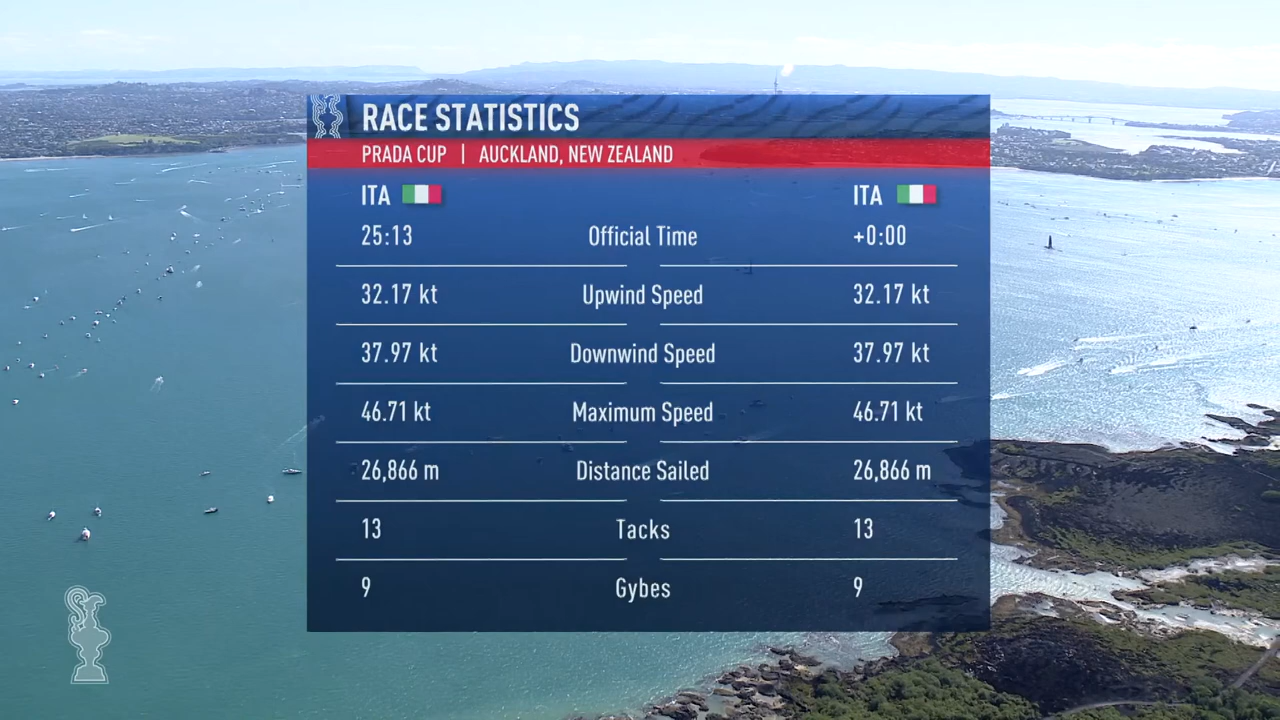 RACE STATISTICS
PRADA CUP | AUCKLAND, NEW ZEALAND
ITA ITA
25:13 Official Time +0:00
32.17 kt Upwind Speed 32.17 kt
37.97 kt Downwind Speed 37.97 kt
46.71 kt Maximum Speed 46.71 kt
26,866 m Distance Sailed 26,866 m
13 Tacks 13
9 Gybes 9